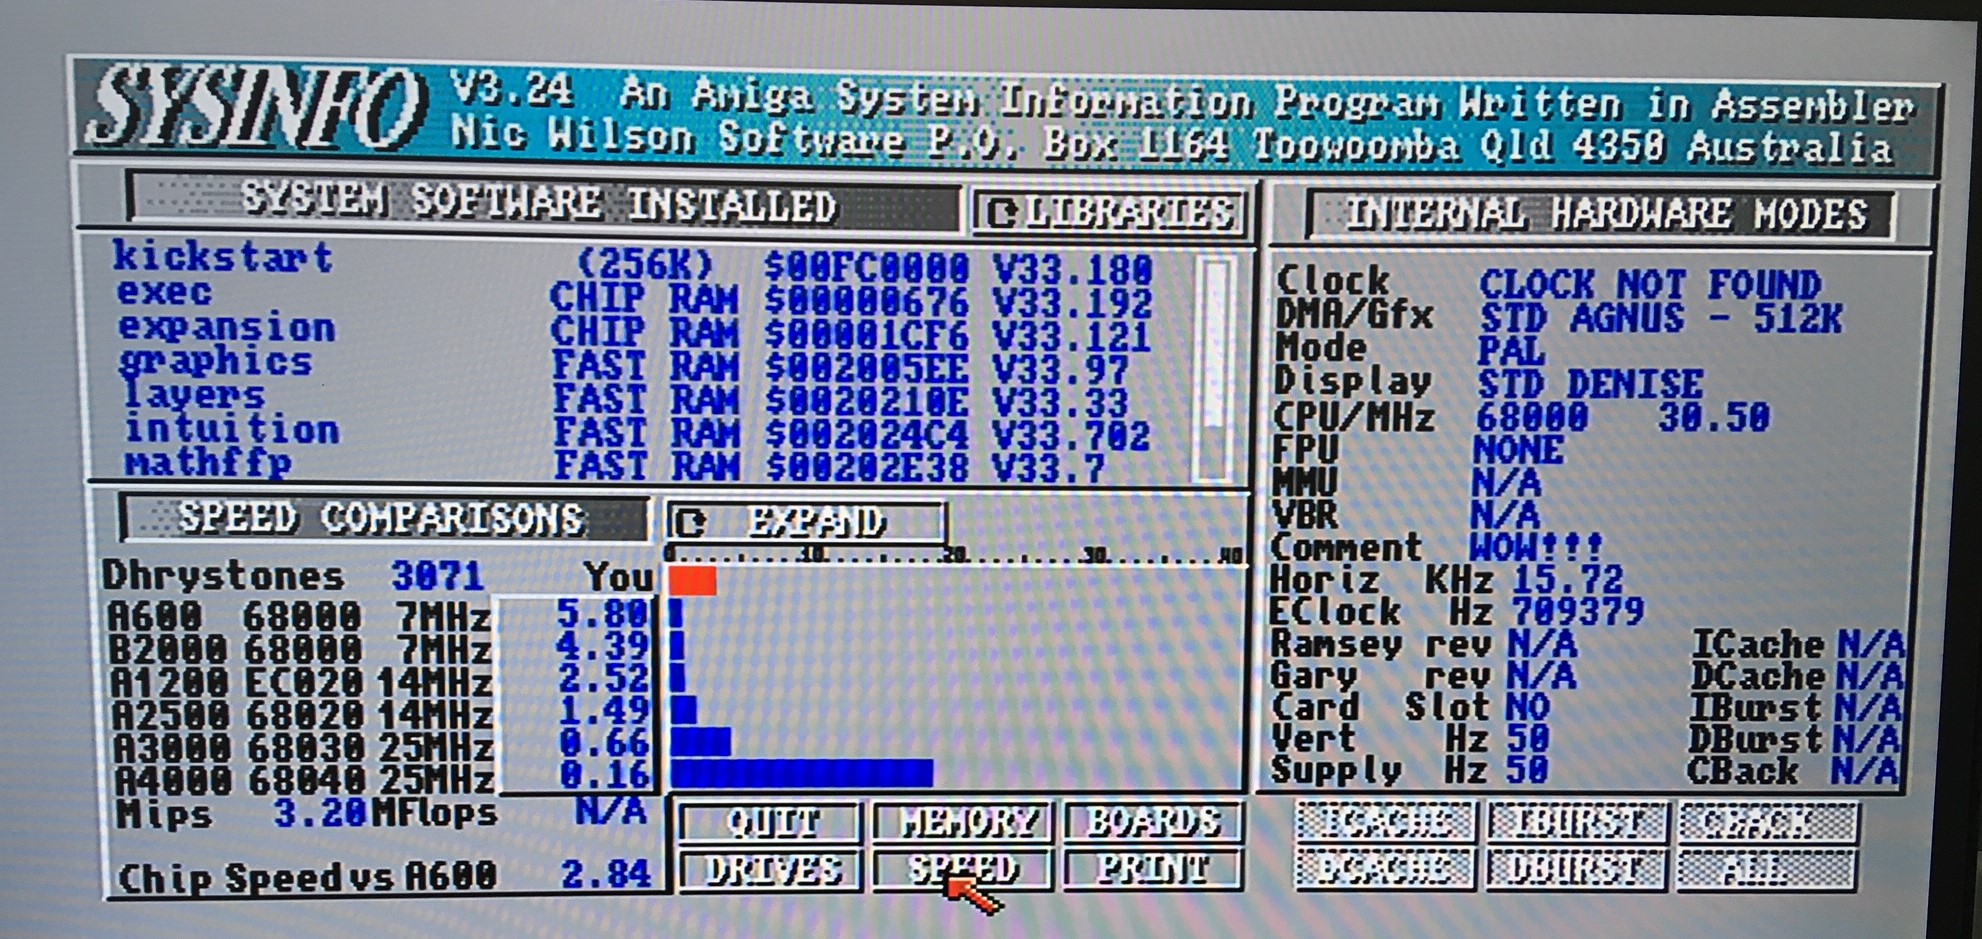 SYSINFO
V3.24 An Amiga System Information Program Written in Assembler
Nic Wilson Software P.O. Box 1164 Toowoomba Qld 4350 Australia
SYSTEM SOFTWARE INSTALLED LIBRARIES
kickstart (256K) $00FC0000 V33.180
exec CHIP RAM $00000676 V33.192
expansion CHIP RAM $00001CF6 V33.121
graphics FAST RAM $002005EE V33.97
layers FAST RAM $0020210E V33.33
intuition FAST RAM $002024C4 V33.702
mathffp FAST RAM $00202E38 V33.7
INTERNAL HARDWARE MODES
Clock CLOCK NOT FOUND
DMA/Gfx STD AGNUS - 512K
Mode PAL
Display STD DENISE
CPU/MHz 68000 30.50
FPU NONE
MMU N/A
VBR N/A
Comment WOW!!!
Horiz KHz 15.72
EClock Hz 709379
Ramsey rev N/A ICache N/A
Gary rev N/A DCache N/A
Card Slot NO IBurst N/A
Vert Hz 50 DBurst N/A
Supply Hz 50 CBack N/A
SPEED COMPARISONS EXPAND
0 10 20 30 40
Dhrystones 3071 You
A600 68000 7MHz 5.80
B2000 68000 7MHz 4.39
A1200 EC020 14MHz 2.52
A2500 68020 14MHz 1.49
A3000 68030 25MHz 0.66
A4000 68040 25MHz 0.16
Mips 3.20 MFlops N/A
Chip Speed vs A600 2.84
QUIT MEMORY BOARDS
DRIVES SPEED PRINT
ICACHE IBURST CBACK
DCACHE DBURST ALL